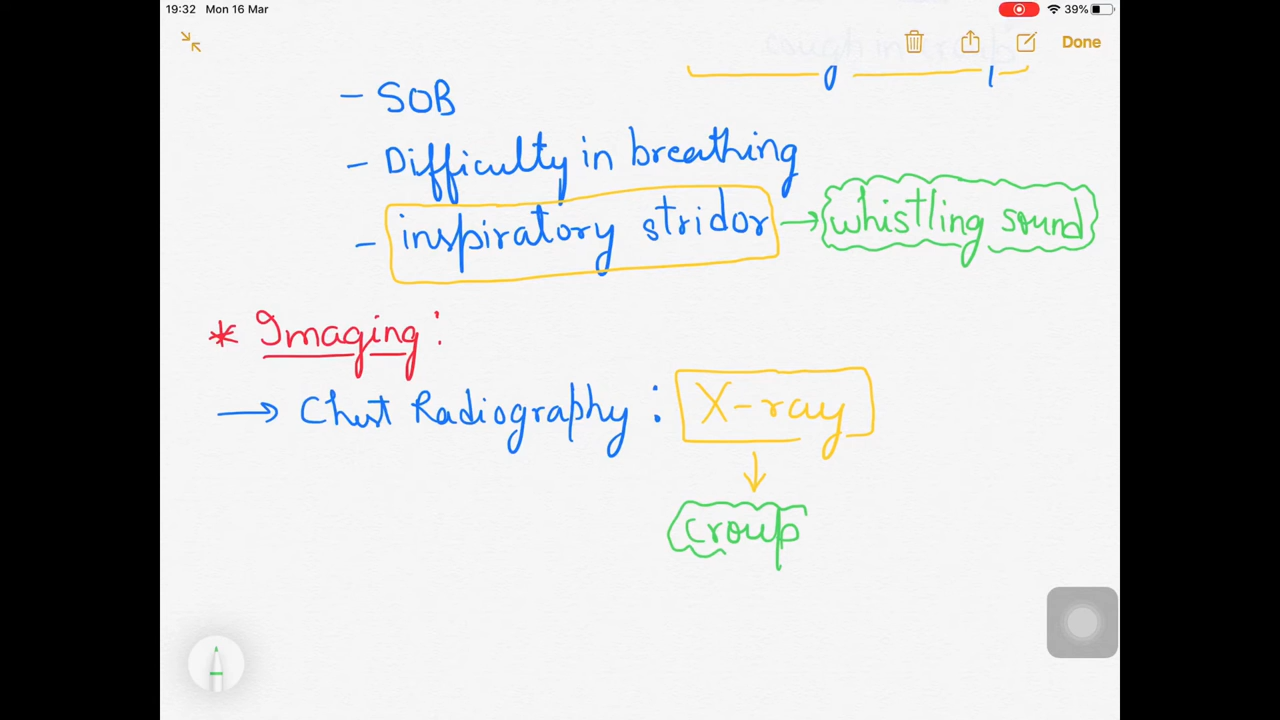 19:32 Mon 16 Mar 39%
Done
- SOB
- Difficulty in breathing
- inspiratory stridor → whistling sound
* Imaging:
→ Chest Radiography: X-ray
↓
croup